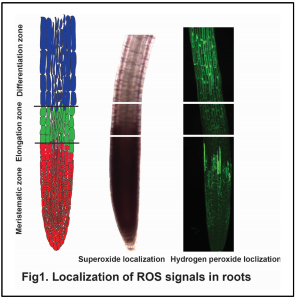 Differentiation zone
Elongation zone
Meristematic zone
Superoxide localization
Hydrogen peroxide loclization
Fig1. Localization of ROS signals in roots